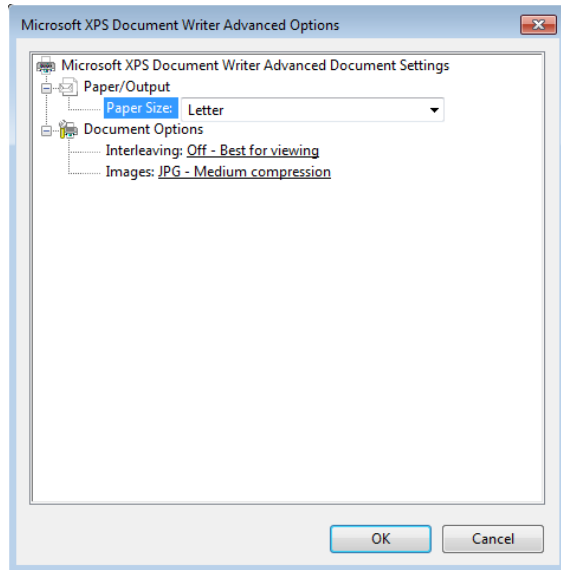 Microsoft XPS Document Writer Advanced Options
Microsoft XPS Document Writer Advanced Document Settings
Paper/Output
Paper Size: Letter
Document Options
Interleaving: Off - Best for viewing
Images: JPG - Medium compression
OK Cancel